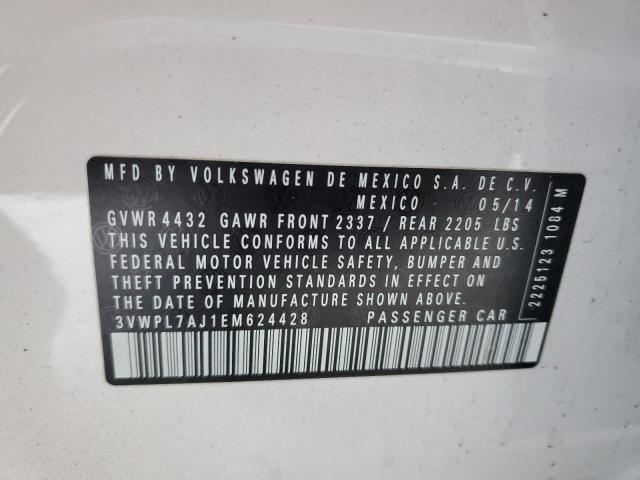 MFD BY VOLKSWAGEN DE MEXICO S.A. DE C.V.
MEXICO 05/14
GVWR 4432 GAWR FRONT 2337 / REAR 2205 LBS
THIS VEHICLE CONFORMS TO ALL APPLICABLE U.S.
FEDERAL MOTOR VEHICLE SAFETY, BUMPER AND
THEFT PREVENTION STANDARDS IN EFFECT ON
THE DATE OF MANUFACTURE SHOWN ABOVE.
3VWPL7AJ1EM624428 PASSENGER CAR
2225123 1084 M